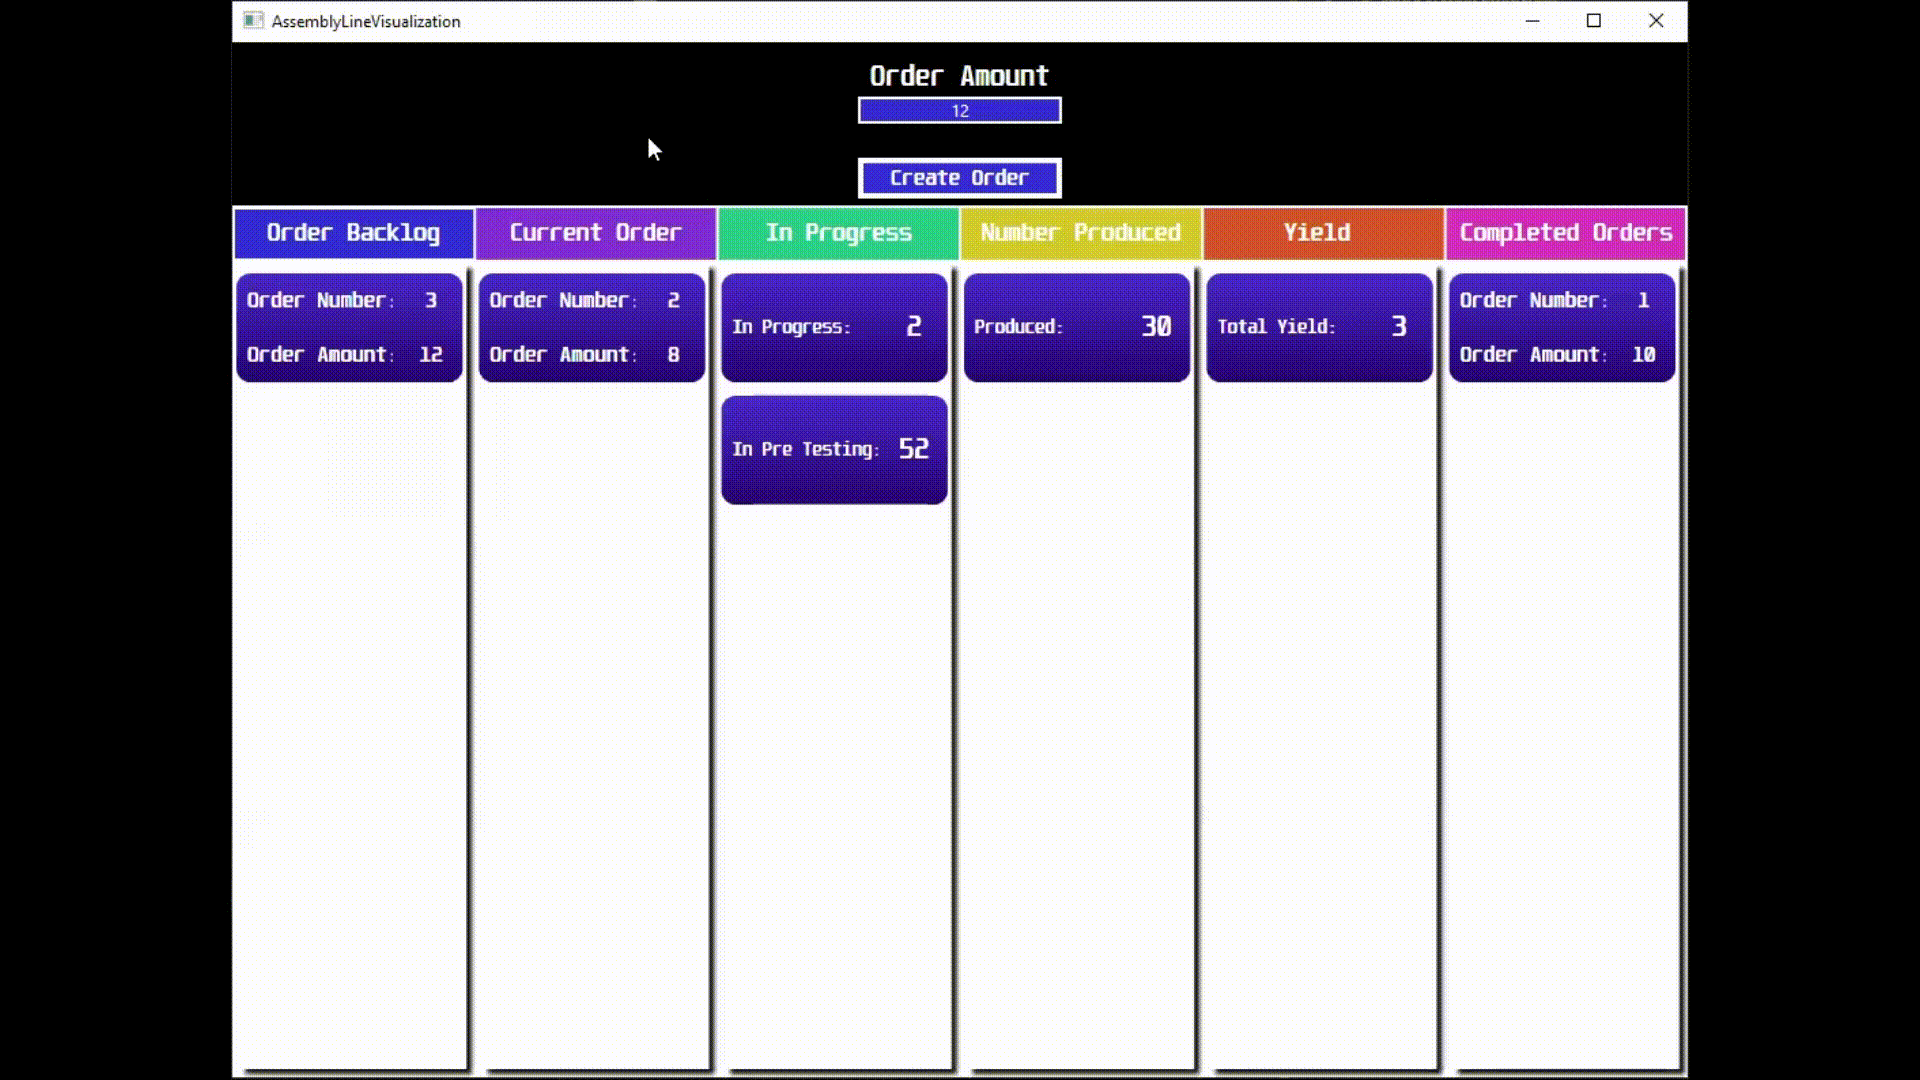 AssemblyLineVisualization
Order Amount
12
Create Order
Order Backlog
Current Order
In Progress
Number Produced
Yield
Completed Orders
Order Number: 3
Order Amount: 12
Order Number: 2
Order Amount: 8
In Progress: 2
In Pre Testing: 52
Produced: 30
Total Yield: 3
Order Number: 1
Order Amount: 10